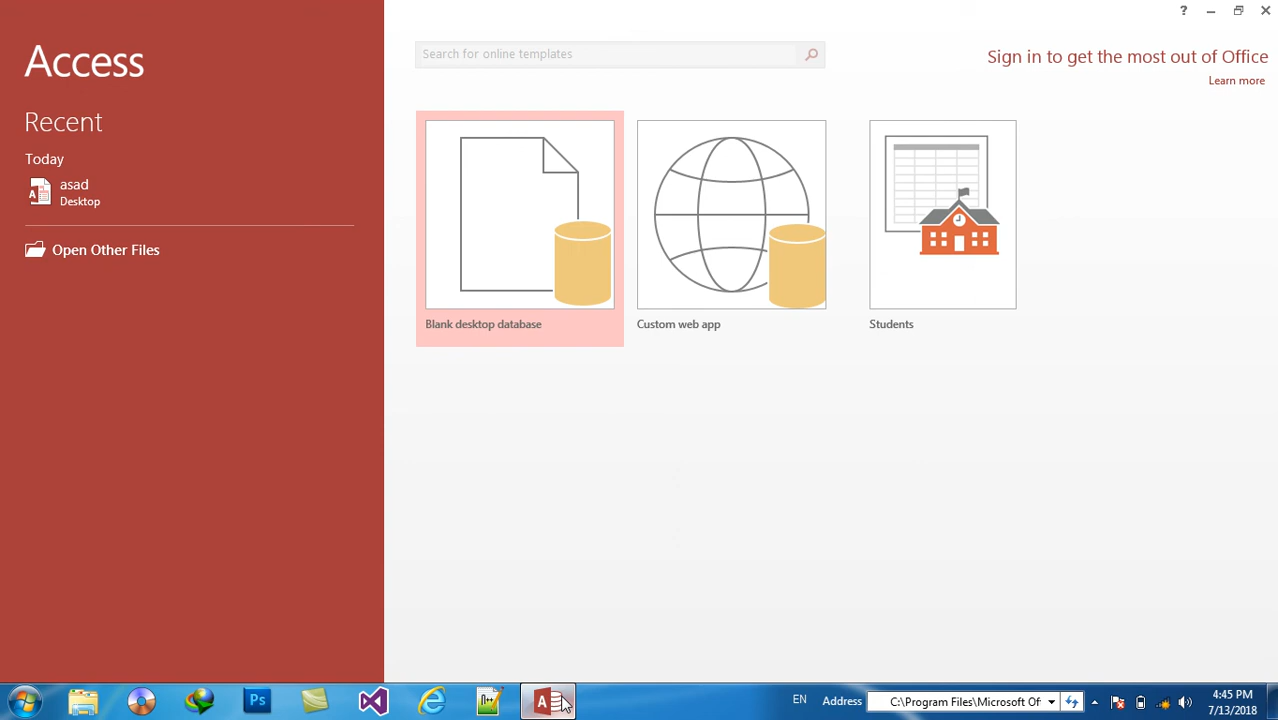 Access
Recent
Today
asad
Desktop
Open Other Files
Search for online templates
Sign in to get the most out of Office
Learn more
?
Blank desktop database
Custom web app
Students
Ps
A
EN
Address
C:\Program Files\Microsoft Of
4:45 PM
7/13/2018